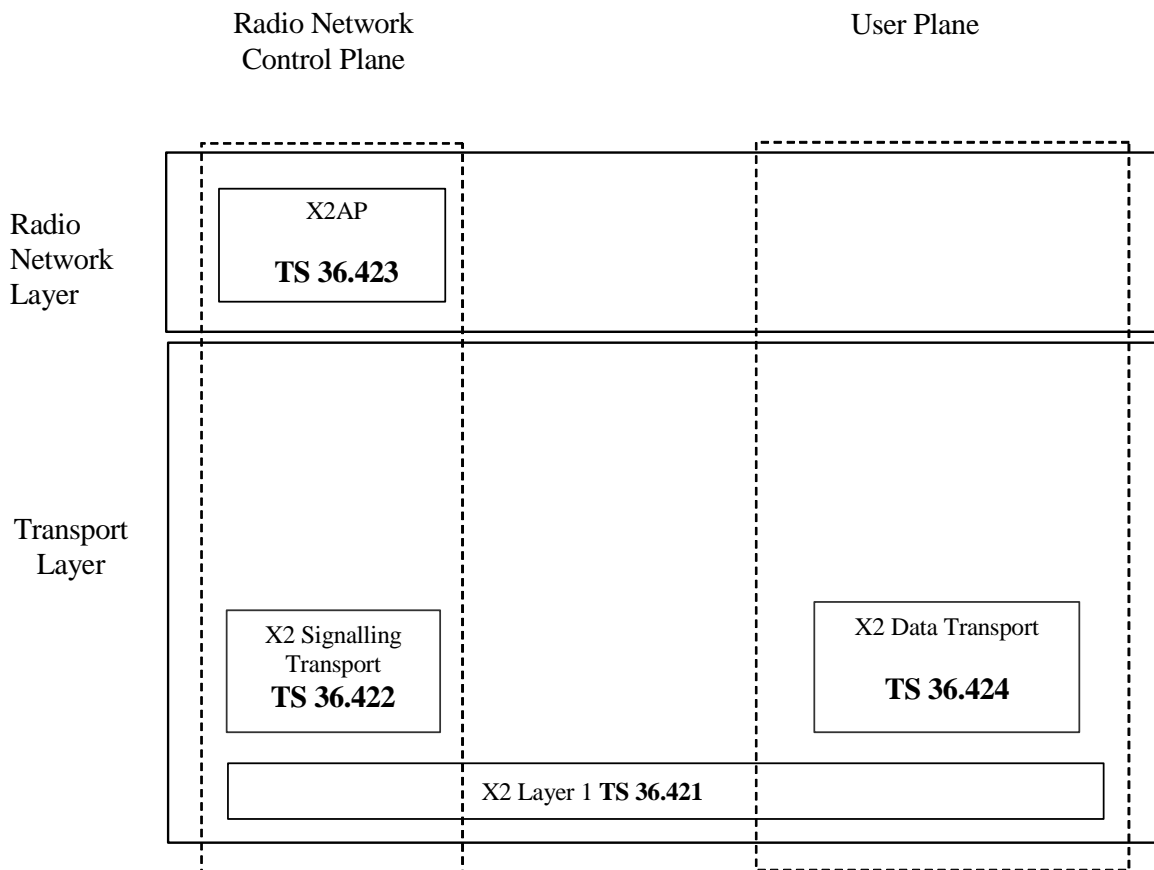 Radio Network
Control Plane
User Plane
Radio
Network
Layer
X2AP
TS 36.423
Transport
Layer
X2 Signalling
Transport
TS 36.422
X2 Data Transport
TS 36.424
X2 Layer 1 TS 36.421